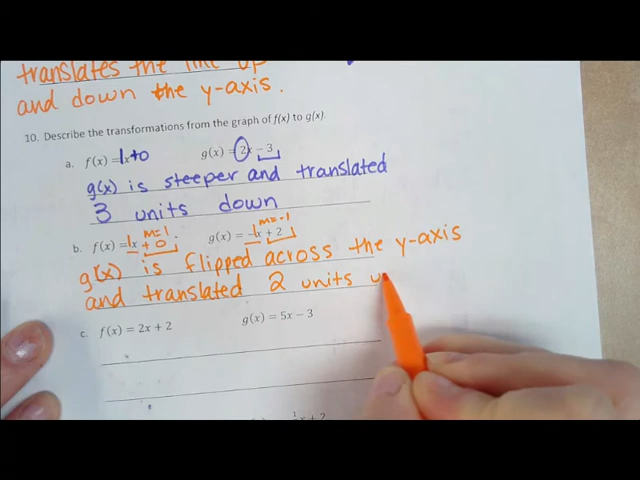 translates the line up
and down the y-axis.
10. Describe the transformations from the graph of f(x) to g(x).
a. f(x) = 1x+0 g(x) = 2x - 3
g(x) is steeper and translated
3 units down
m=1 m=-1
b. f(x) = 1x + 0 g(x) = -1x + 2
g(x) is flipped across the y-axis
and translated 2 units u
c. f(x) = 2x + 2 g(x) = 5x - 3